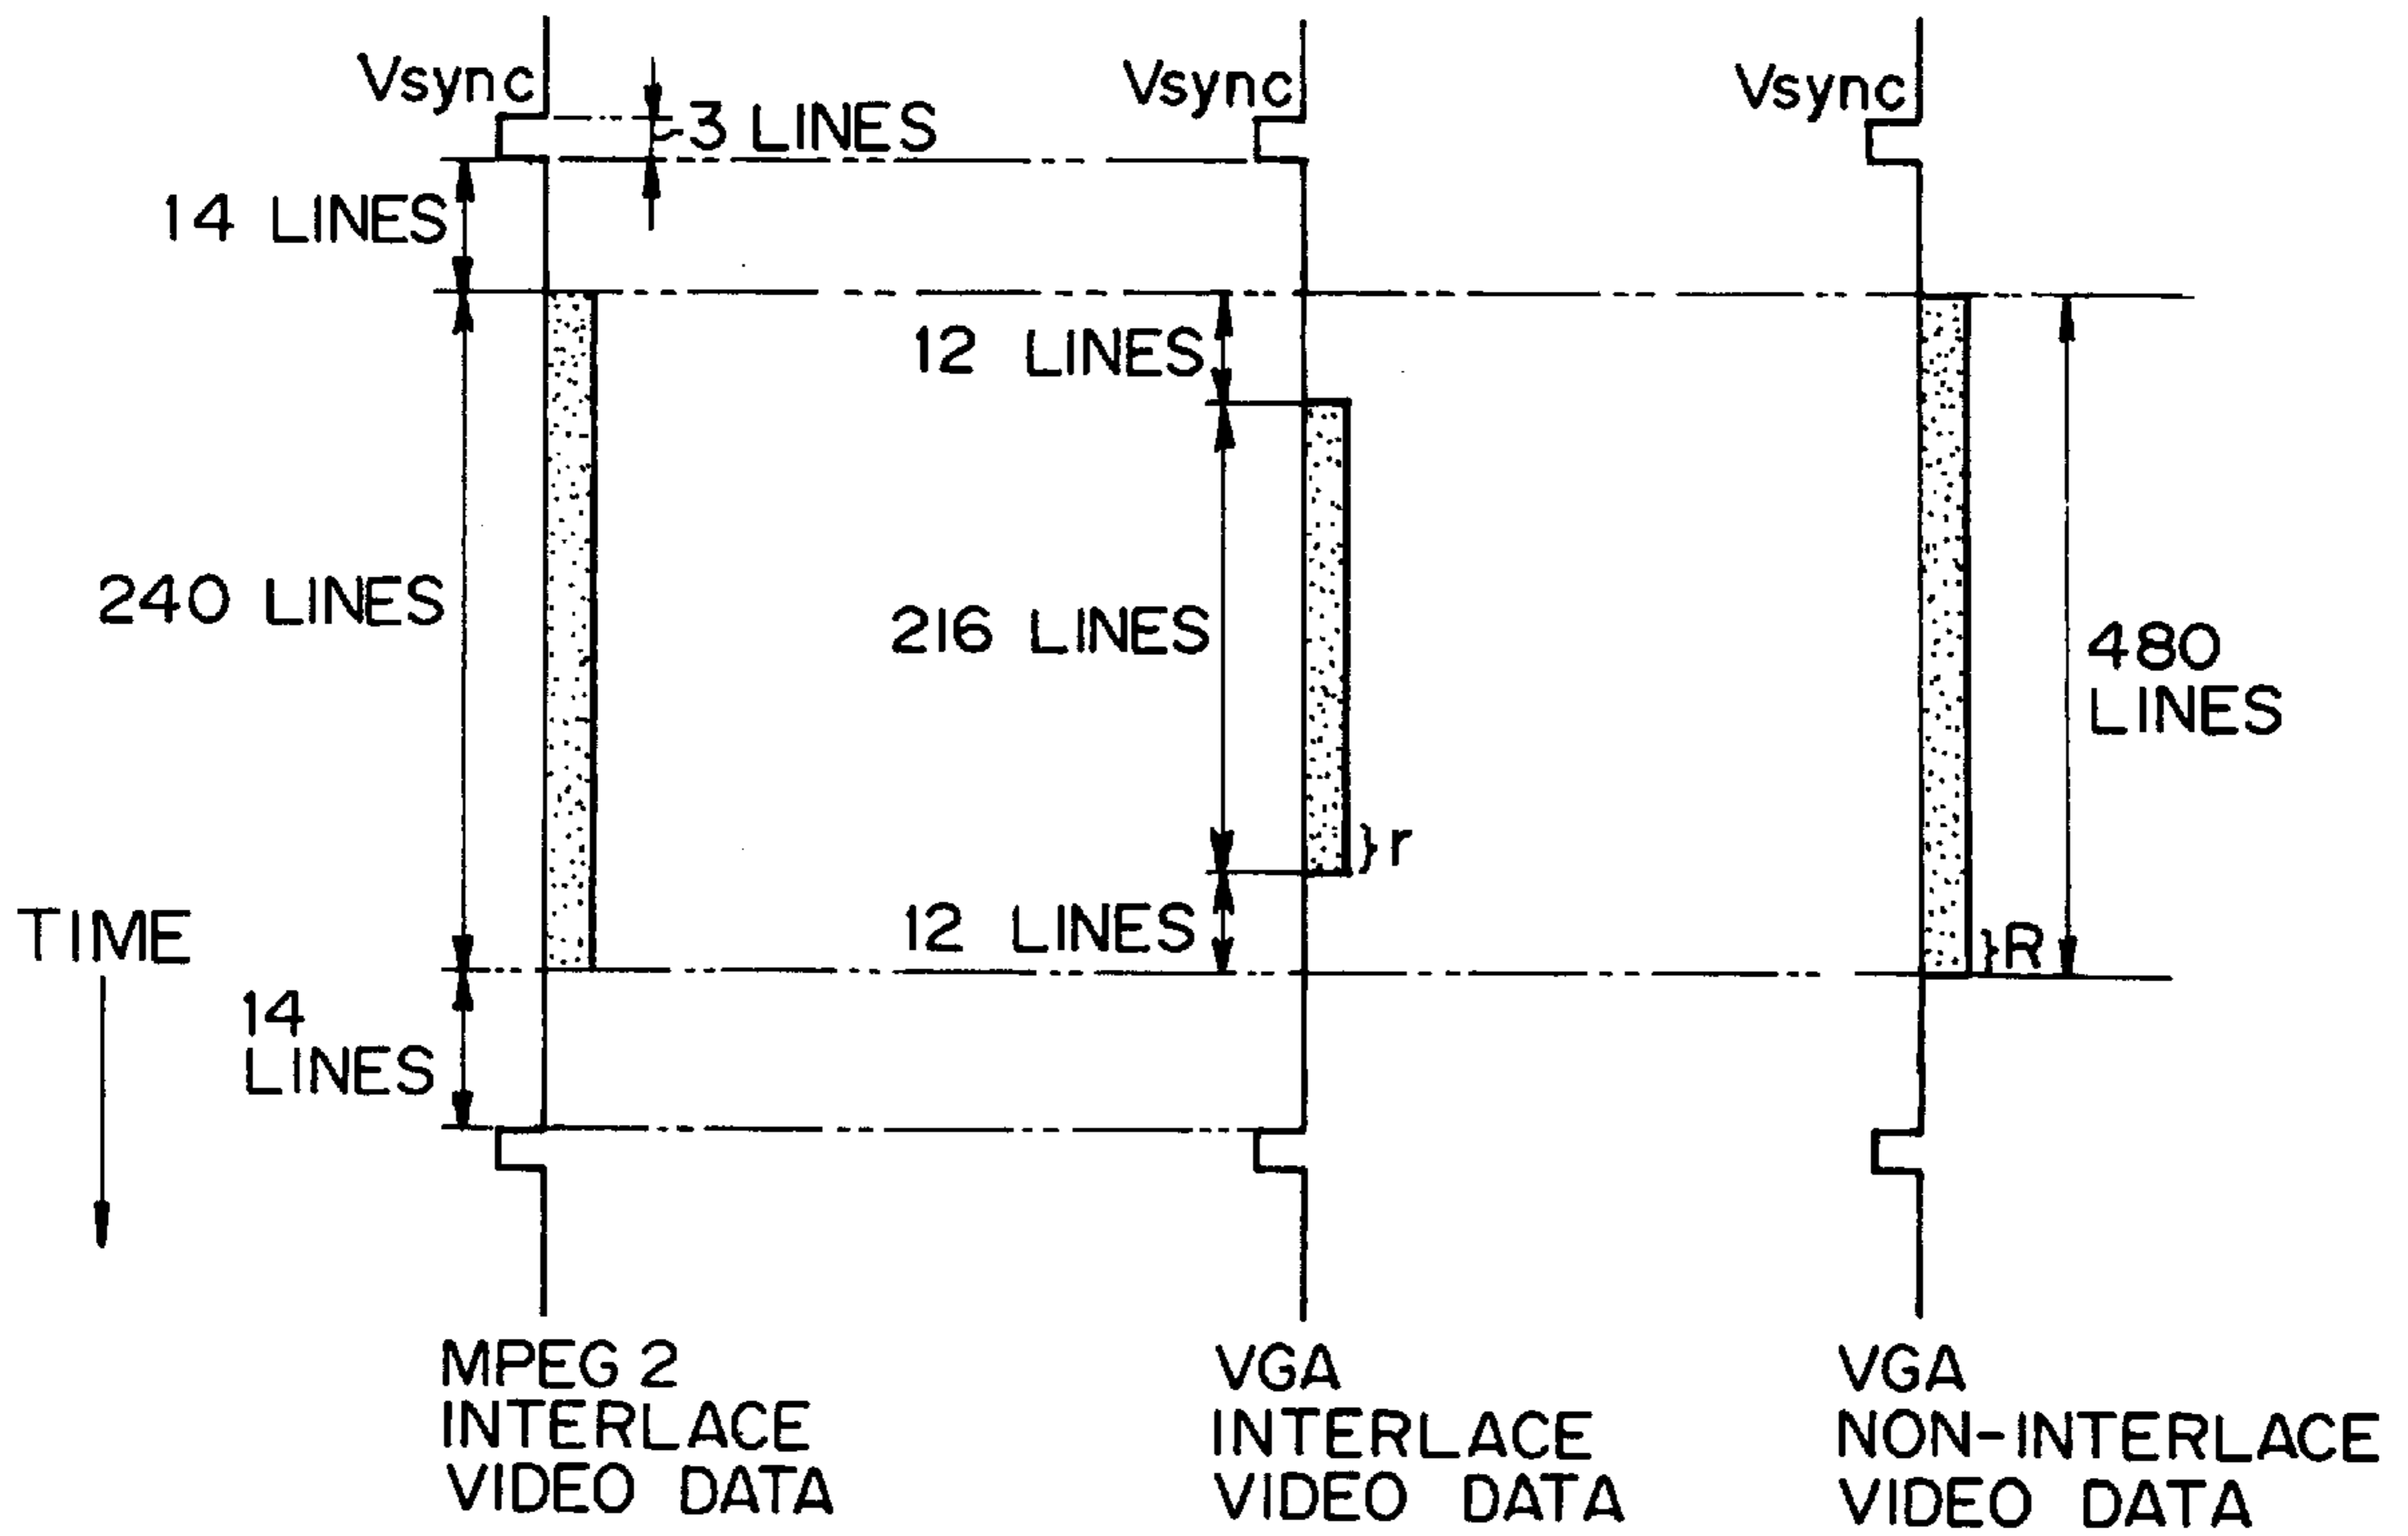 Vsync
Vsync
Vsync
3 LINES
14 LINES
12 LINES
240 LINES
216 LINES
480
LINES
r
12 LINES
R
TIME
14
LINES
MPEG 2
INTERLACE
VIDEO DATA
VGA
INTERLACE
VIDEO DATA
VGA
NON-INTERLACE
VIDEO DATA